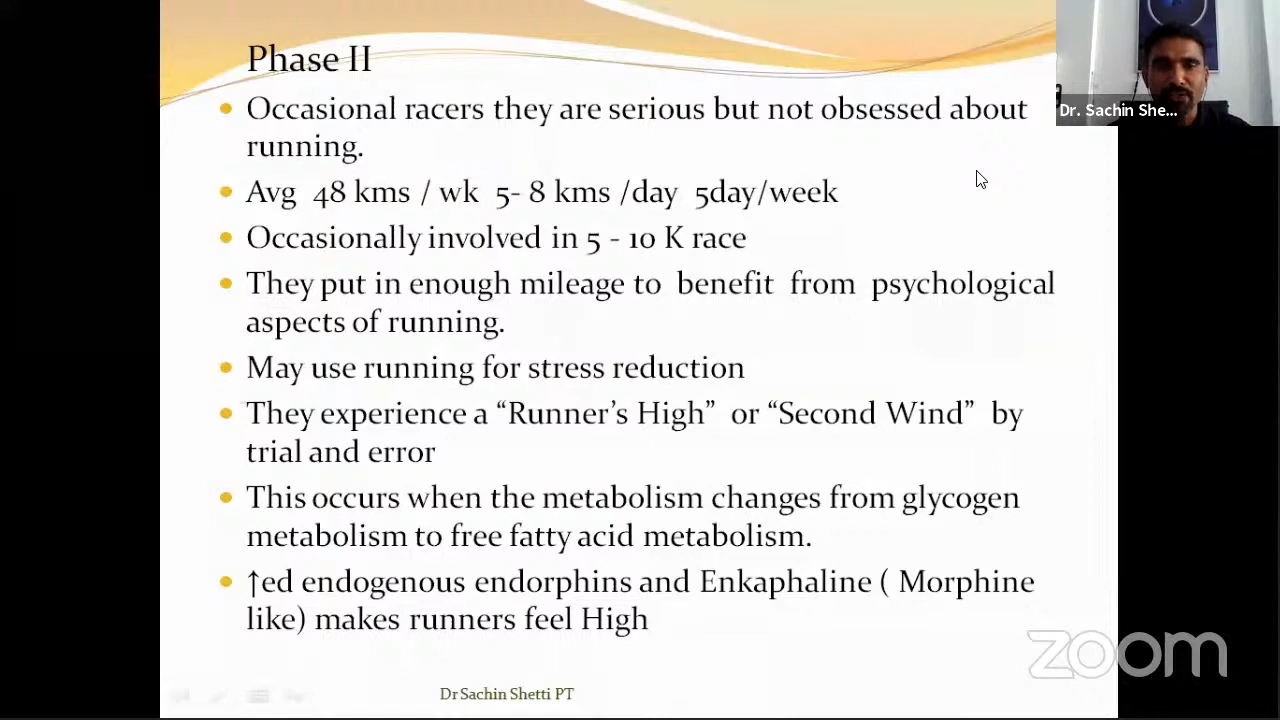 Phase II
Occasional racers they are serious but not obsessed about
running.
Avg 48 kms / wk 5- 8 kms /day 5day/week
Occasionally involved in 5 - 10 K race
They put in enough mileage to benefit from psychological
aspects of running.
May use running for stress reduction
They experience a “Runner’s High” or “Second Wind” by
trial and error
This occurs when the metabolism changes from glycogen
metabolism to free fatty acid metabolism.
↑ed endogenous endorphins and Enkaphaline ( Morphine
like) makes runners feel High
Dr Sachin Shetti PT
Dr. Sachin She...
zoom